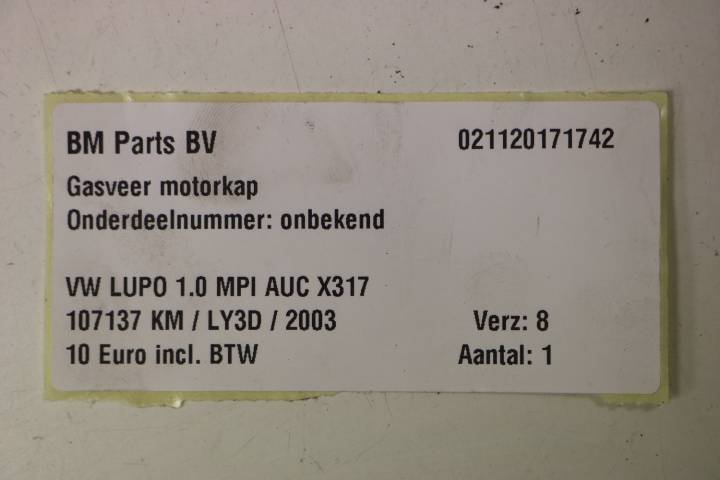 BM Parts BV 021120171742
Gasveer motorkap
Onderdeelnummer: onbekend
VW LUPO 1.0 MPI AUC X317
107137 KM / LY3D / 2003 Verz: 8
10 Euro incl. BTW Aantal: 1